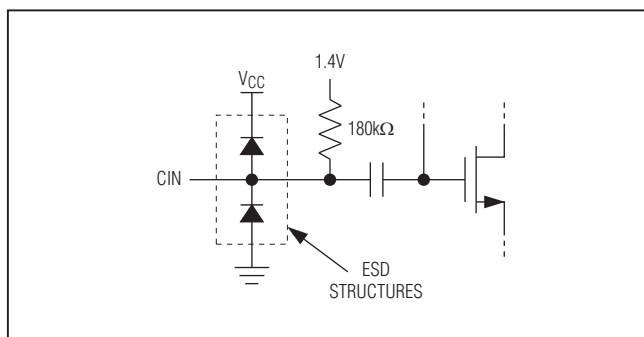 1.4V
VCC
180kΩ
CIN
ESD
STRUCTURES